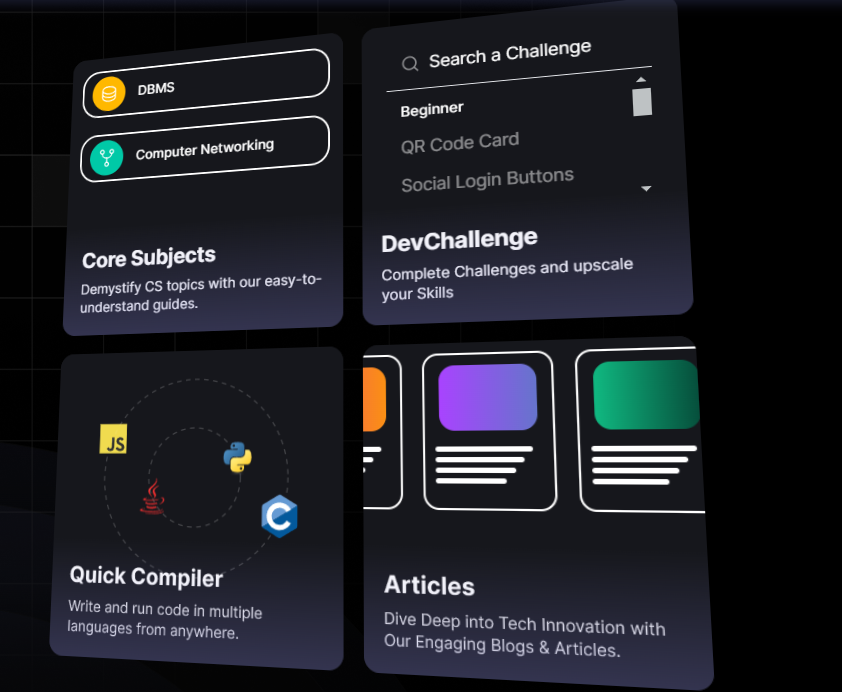 DBMS
Computer Networking
Core Subjects
Demystify CS topics with our easy-to-
understand guides.
Search a Challenge
Beginner
QR Code Card
Social Login Buttons
DevChallenge
Complete Challenges and upscale
your Skills
JS
C
Quick Compiler
Write and run code in multiple
languages from anywhere.
Articles
Dive Deep into Tech Innovation with
Our Engaging Blogs & Articles.